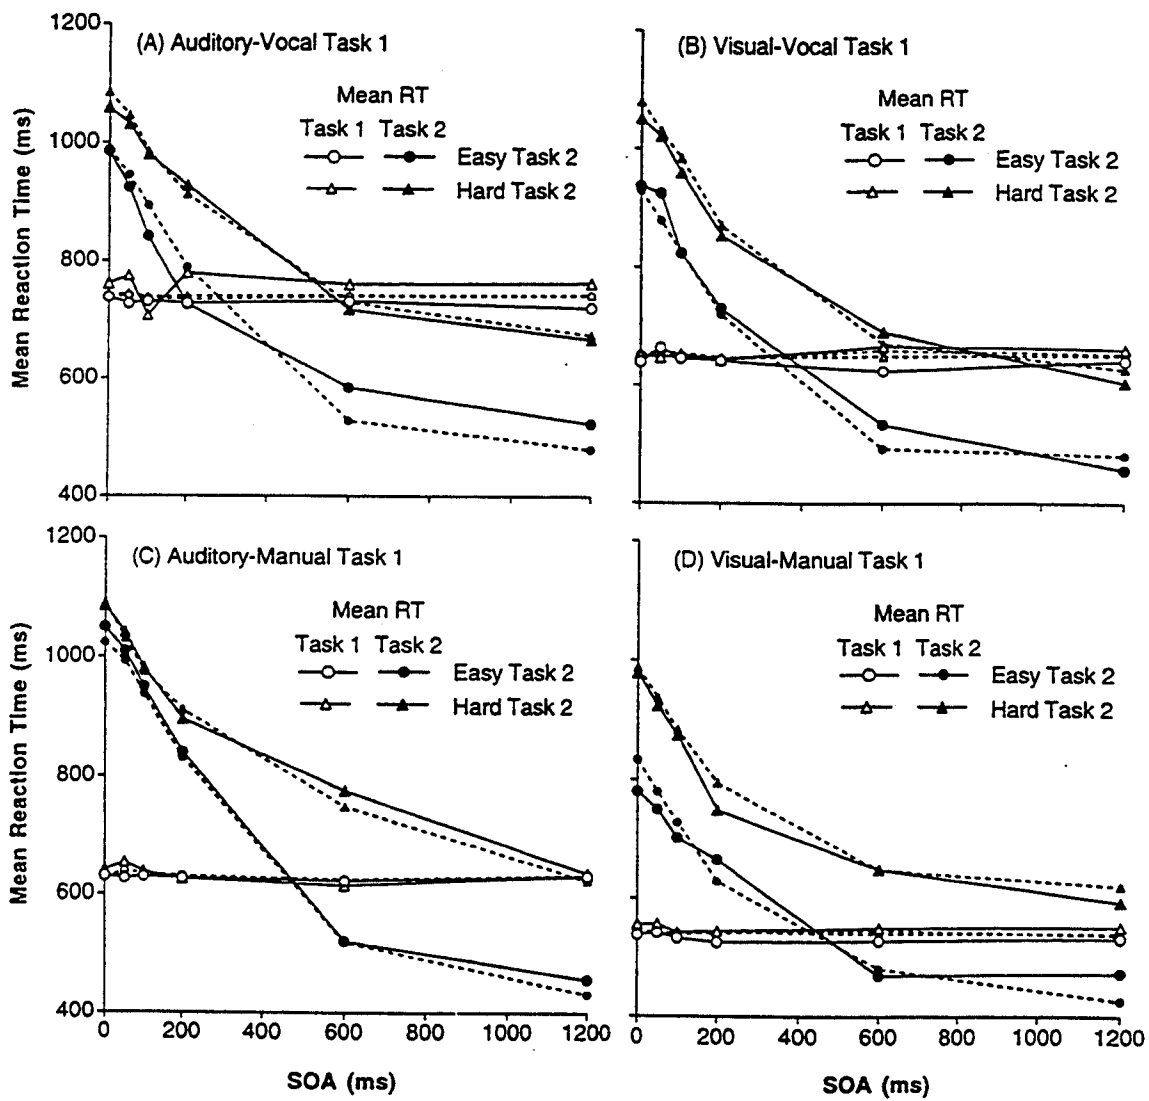 1200
1000
800
600
400
Mean Reaction Time (ms)
(A) Auditory-Vocal Task 1
Mean RT
Task 1 Task 2
Easy Task 2
Hard Task 2
(B) Visual-Vocal Task 1
Mean RT
Task 1 Task 2
Easy Task 2
Hard Task 2
1200
1000
800
600
400
Mean Reaction Time (ms)
(C) Auditory-Manual Task 1
Mean RT
Task 1 Task 2
Easy Task 2
Hard Task 2
0 200 400 600 800 1000 1200
SOA (ms)
(D) Visual-Manual Task 1
Mean RT
Task 1 Task 2
Easy Task 2
Hard Task 2
0 200 400 600 800 1000 1200
SOA (ms)